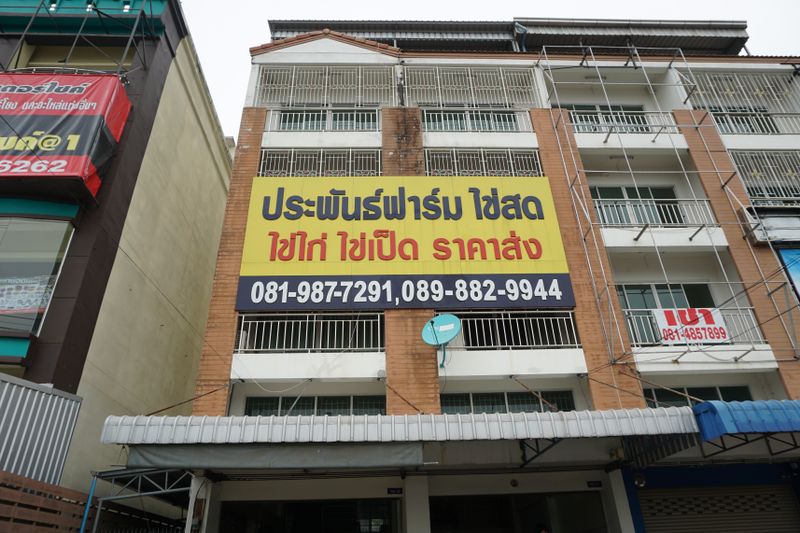 ประพันธ์ฟาร์ม ไข่สด
ไข่ไก่ ไข่เป็ด ราคาส่ง
081-987-7291,089-882-9944
เช่า
081-4857899
6262